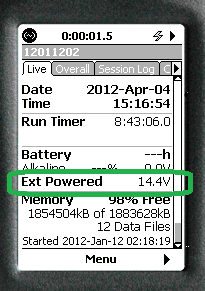 0:00:01.5
12011202
Live Overall Session Log C
Date 2012-Apr-04
Time 15:16:54
Run Timer 8:43:06.0
Battery ---h
Alkaline ---% 0.0V
Ext Powered 14.4V
Memory 98% Free
1854504kB of 1883628kB
12 Data Files
Started 2012-Jan-12 02:18:19
Menu